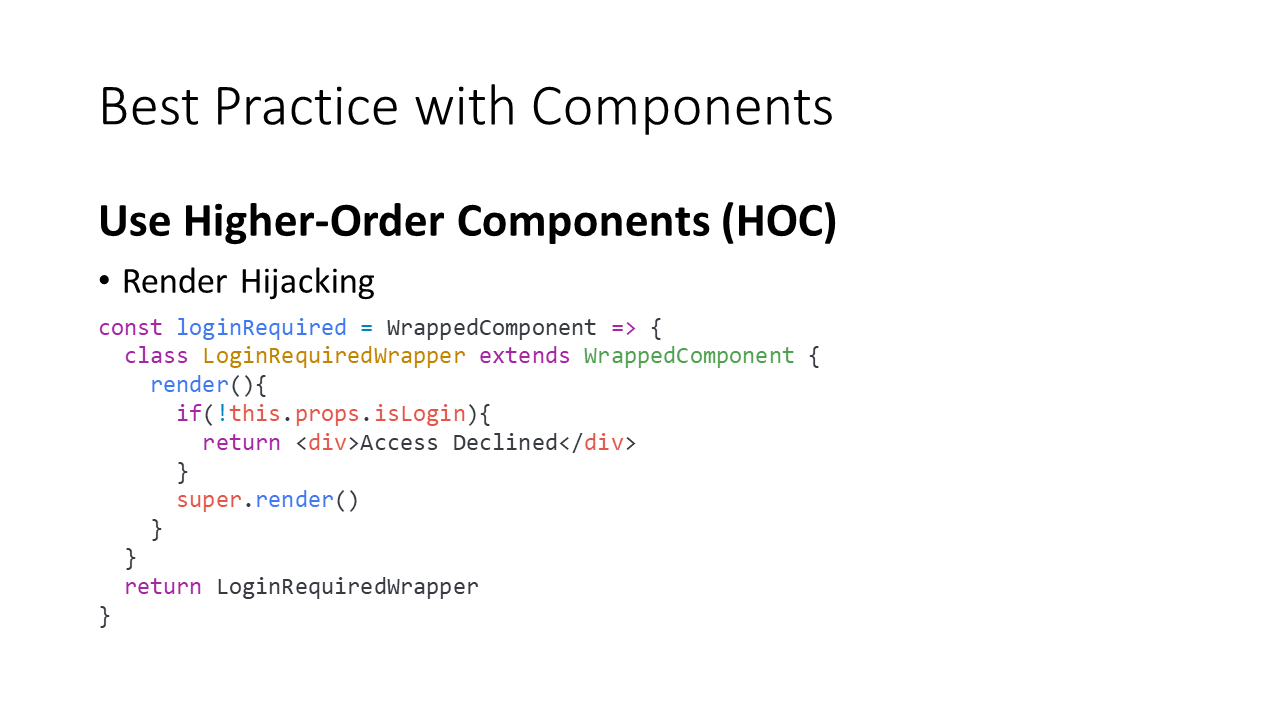 Best Practice with Components
Use Higher-Order Components (HOC)
• Render Hijacking
const loginRequired = WrappedComponent => {
  class LoginRequiredWrapper extends WrappedComponent {
    render(){
      if(!this.props.isLogin){
        return <div>Access Declined</div>
      }
      super.render()
    }
  }
  return LoginRequiredWrapper
}